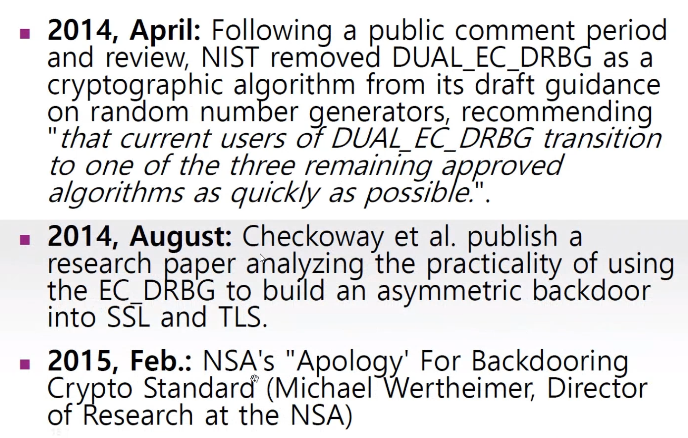 2014, April: Following a public comment period
and review, NIST removed DUAL_EC_DRBG as a
cryptographic algorithm from its draft guidance
on random number generators, recommending
"that current users of DUAL_EC_DRBG transition
to one of the three remaining approved
algorithms as quickly as possible.".
2014, August: Checkoway et al. publish a
research paper analyzing the practicality of using
the EC_DRBG to build an asymmetric backdoor
into SSL and TLS.
2015, Feb.: NSA's "Apology' For Backdooring
Crypto Standard (Michael Wertheimer, Director
of Research at the NSA)